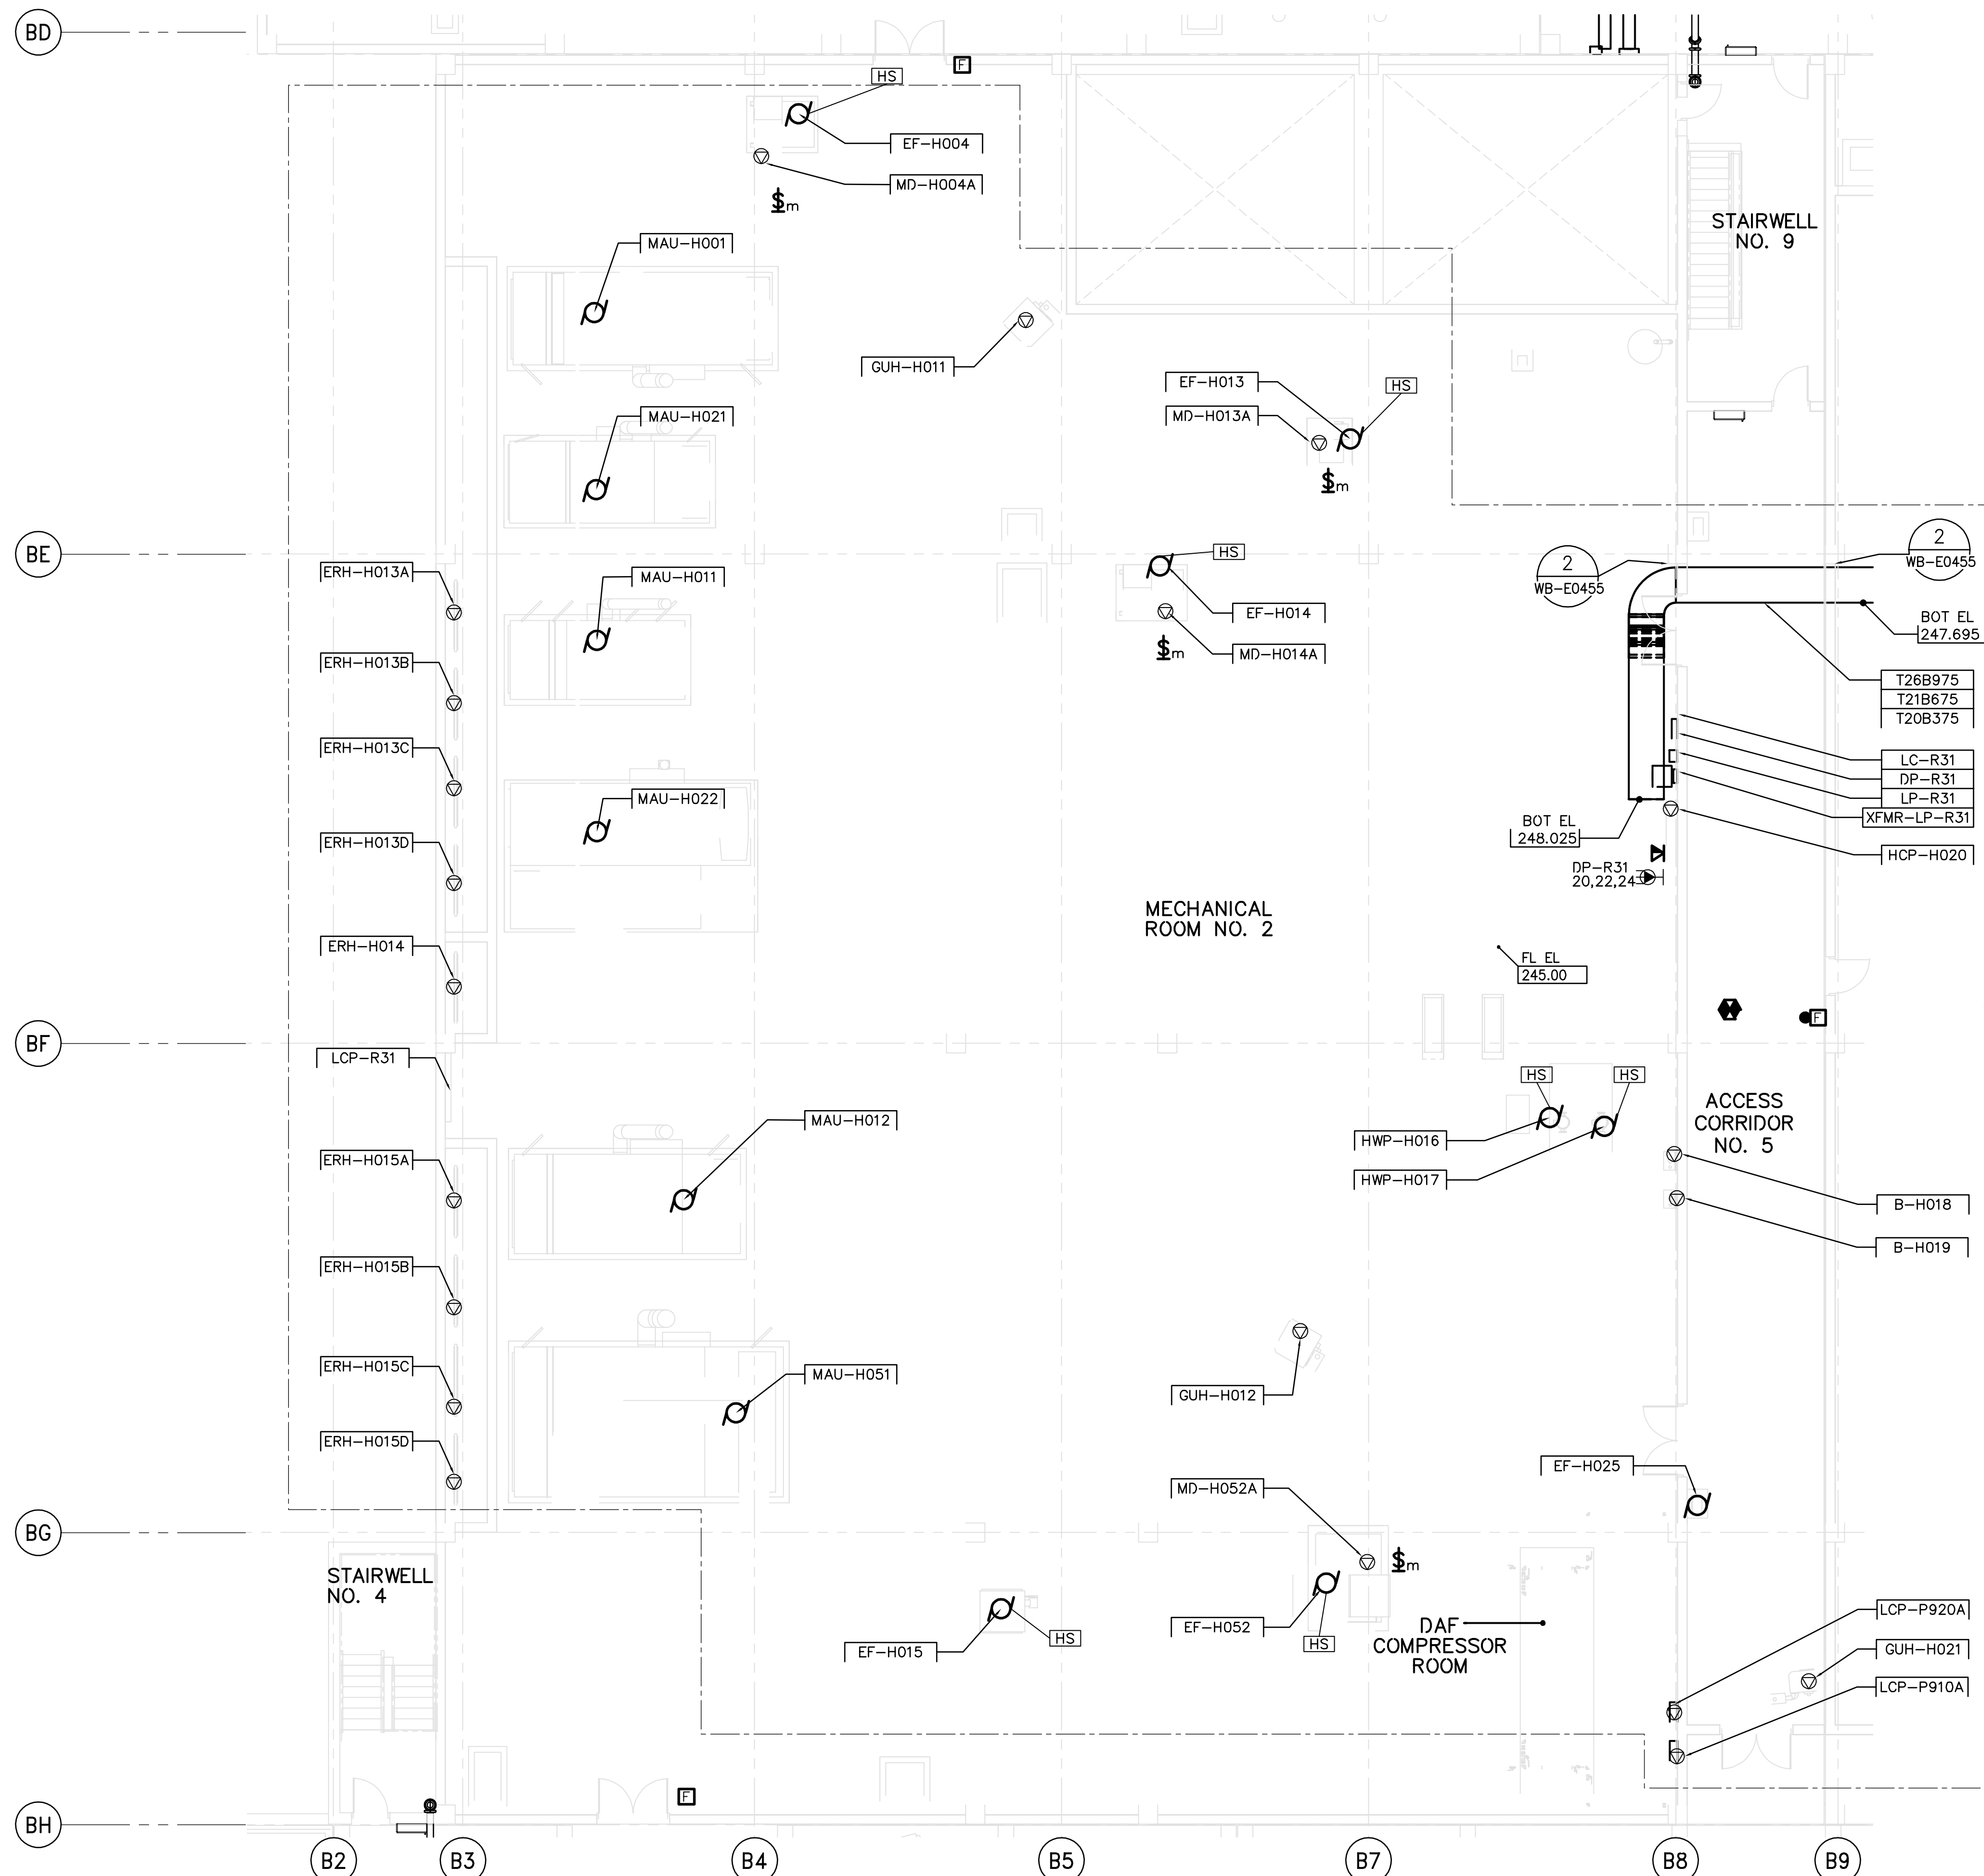 BD
HS
F
EF-H004
MD-H004A
$m
STAIRWELL
NO. 9
MAU-H001
GUH-H011
EF-H013
HS
MD-H013A
MAU-H021
$m
BE
2
WB-E0455
2
WB-E0455
HS
ERH-H013A
MAU-H011
EF-H014
BOT EL
247.695
$m
MD-H014A
ERH-H013B
T26B975
T21B675
T20B375
ERH-H013C
LC-R31
DP-R31
LP-R31
XFMR-LP-R31
MAU-H022
BOT EL
248.025
ERH-H013D
HCP-H020
DP-R31
20,22,24
MECHANICAL
ROOM NO. 2
ERH-H014
FL EL
245.00
F
BF
LCP-R31
HS
HS
ACCESS
CORRIDOR
NO. 5
MAU-H012
HWP-H016
ERH-H015A
HWP-H017
B-H018
B-H019
ERH-H015B
ERH-H015C
MAU-H051
GUH-H012
ERH-H015D
EF-H025
MD-H052A
BG
$m
STAIRWELL
NO. 4
EF-H015
HS
EF-H052
HS
DAF
COMPRESSOR
ROOM
LCP-P920A
GUH-H021
LCP-P910A
F
BH
B2
B3
B4
B5
B7
B8
B9